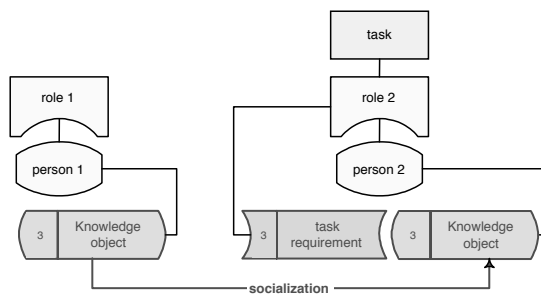 task
role 1
role 2
person 1
person 2
3
Knowledge
object
3
task
requirement
3
Knowledge
object
socialization